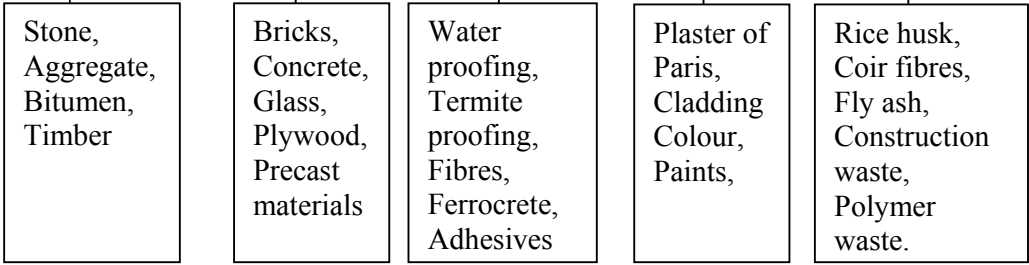 Stone,
Aggregate,
Bitumen,
Timber
Bricks,
Concrete,
Glass,
Plywood,
Precast
materials
Water
proofing,
Termite
proofing,
Fibres,
Ferrocrete,
Adhesives
Plaster of
Paris,
Cladding
Colour,
Paints,
Rice husk,
Coir fibres,
Fly ash,
Construction
waste,
Polymer
waste.